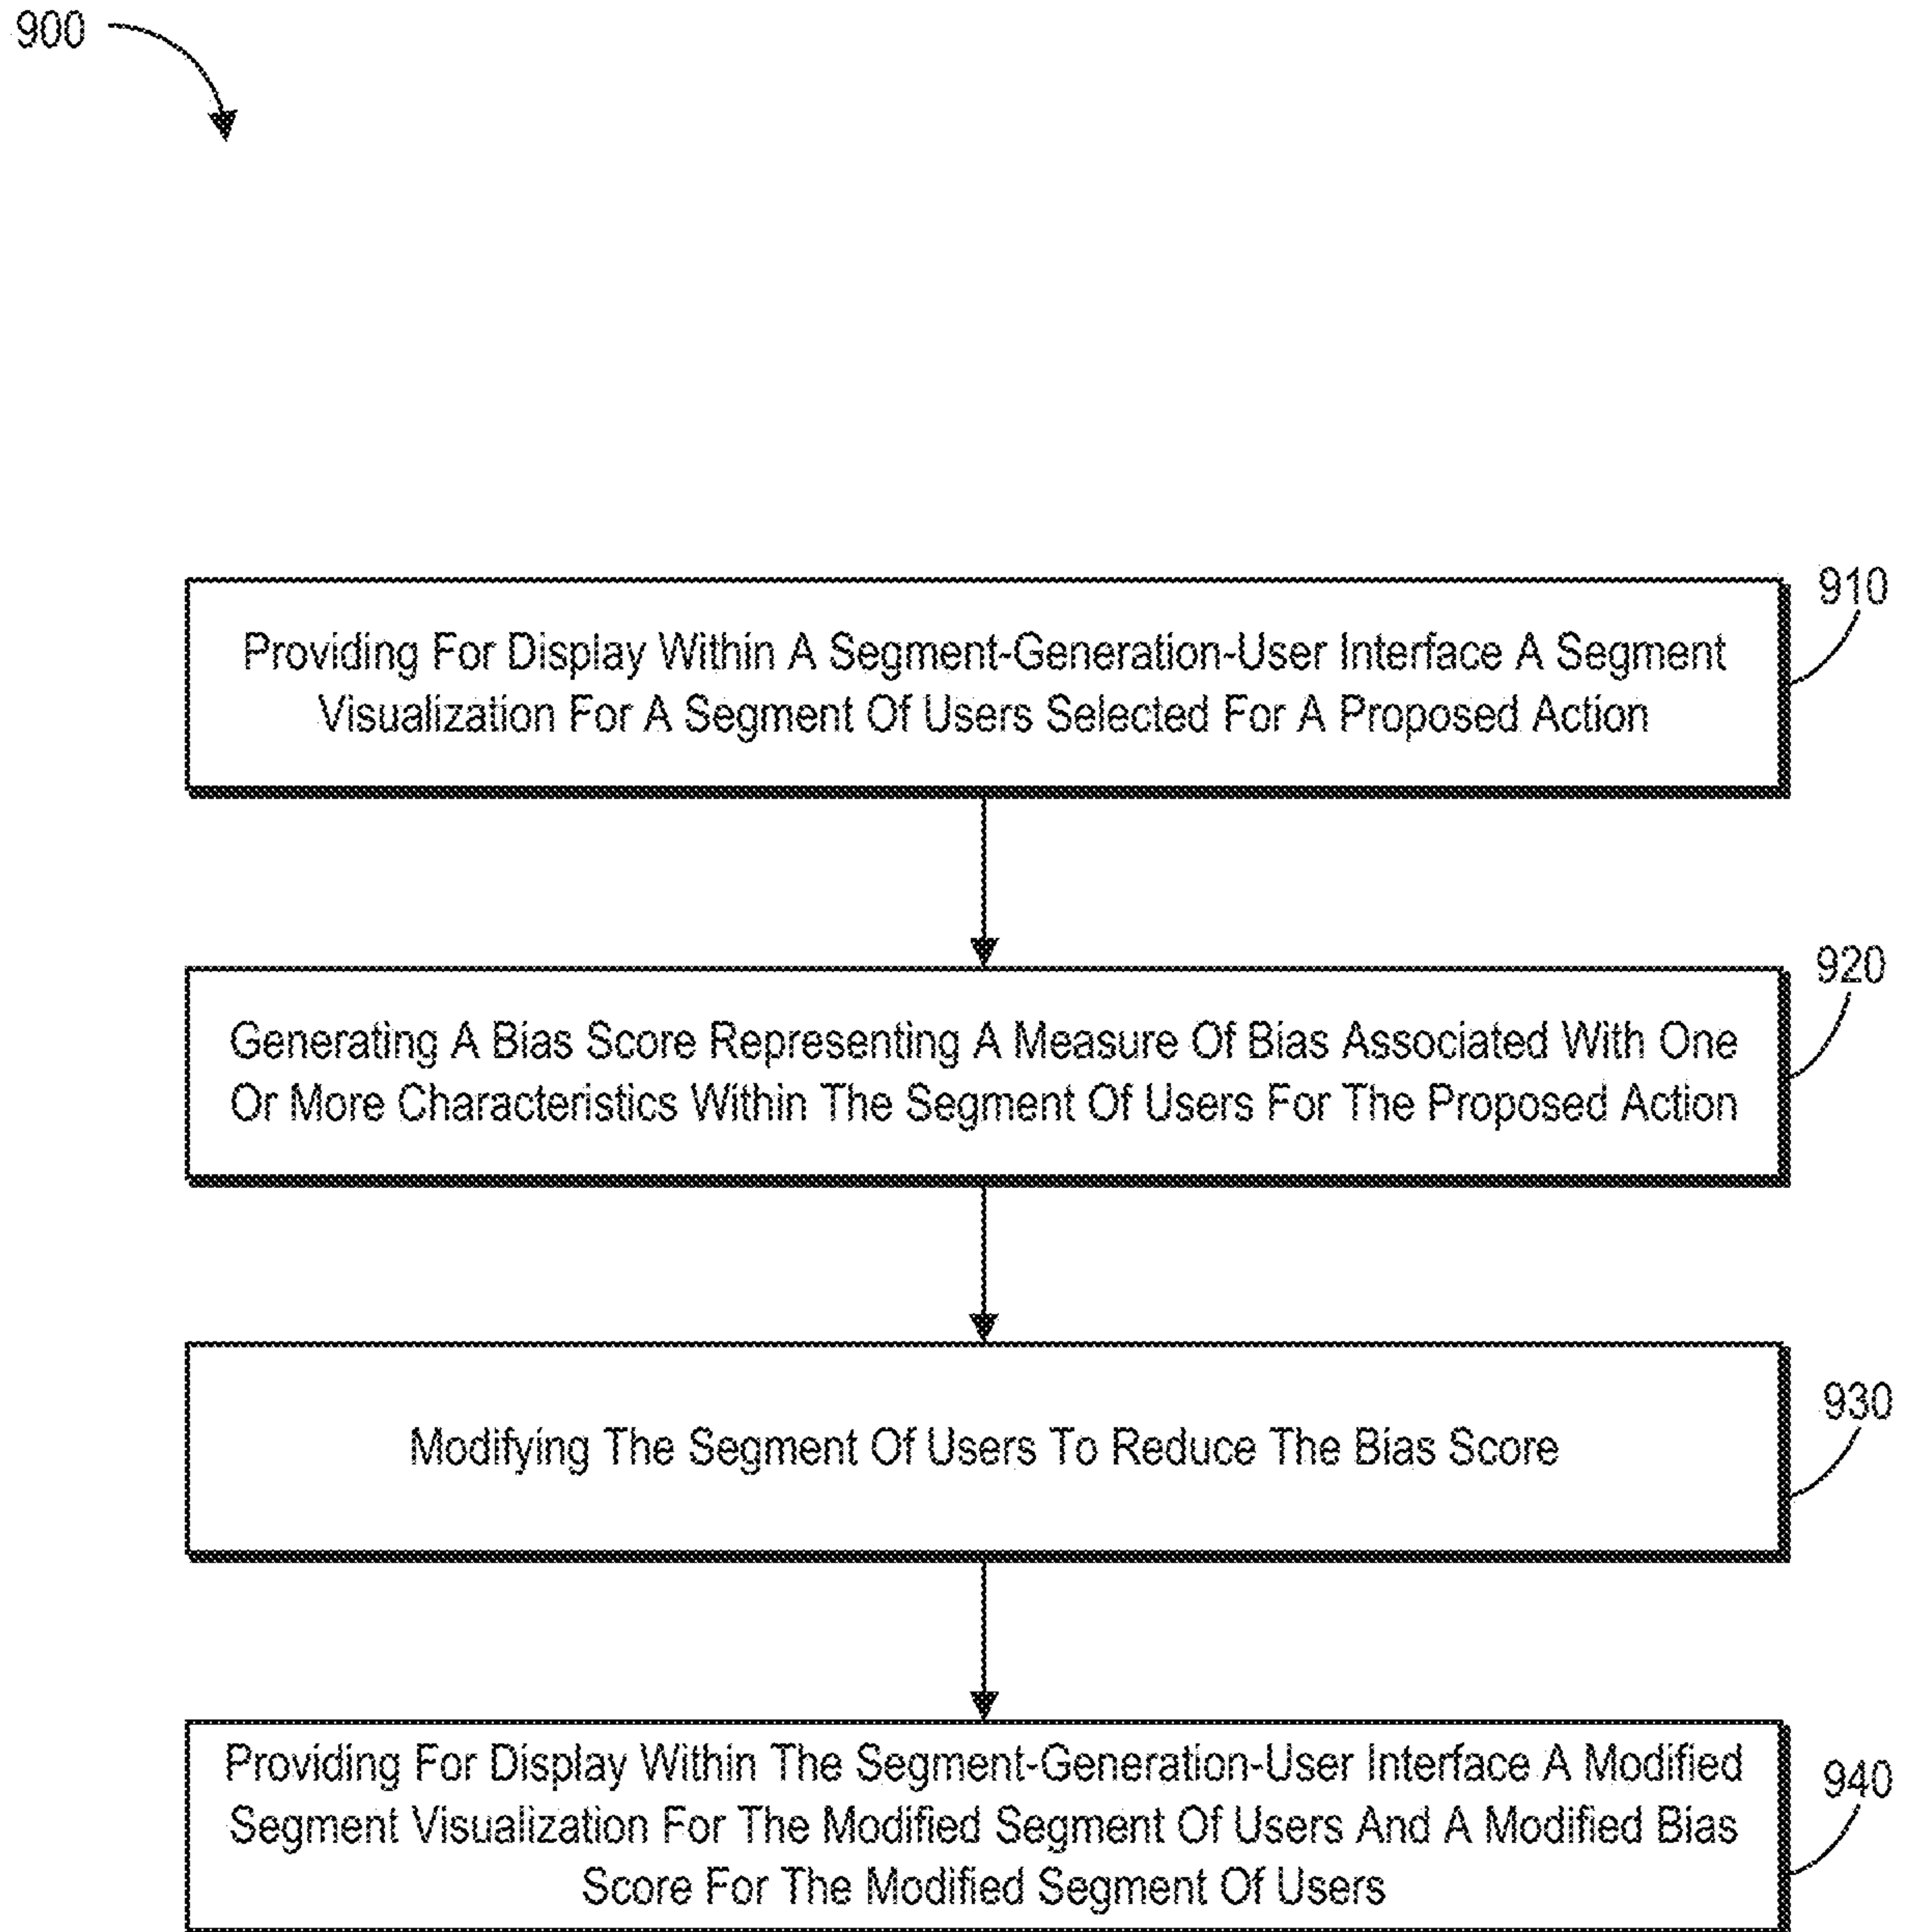 900
910
Providing For Display Within A Segment-Generation-User Interface A Segment
Visualization For A Segment Of Users Selected For A Proposed Action
920
Generating A Bias Score Representing A Measure Of Bias Associated With One
Or More Characteristics Within The Segment Of Users For The Proposed Action
930
Modifying The Segment Of Users To Reduce The Bias Score
940
Providing For Display Within The Segment-Generation-User Interface A Modified
Segment Visualization For The Modified Segment Of Users And A Modified Bias
Score For The Modified Segment Of Users